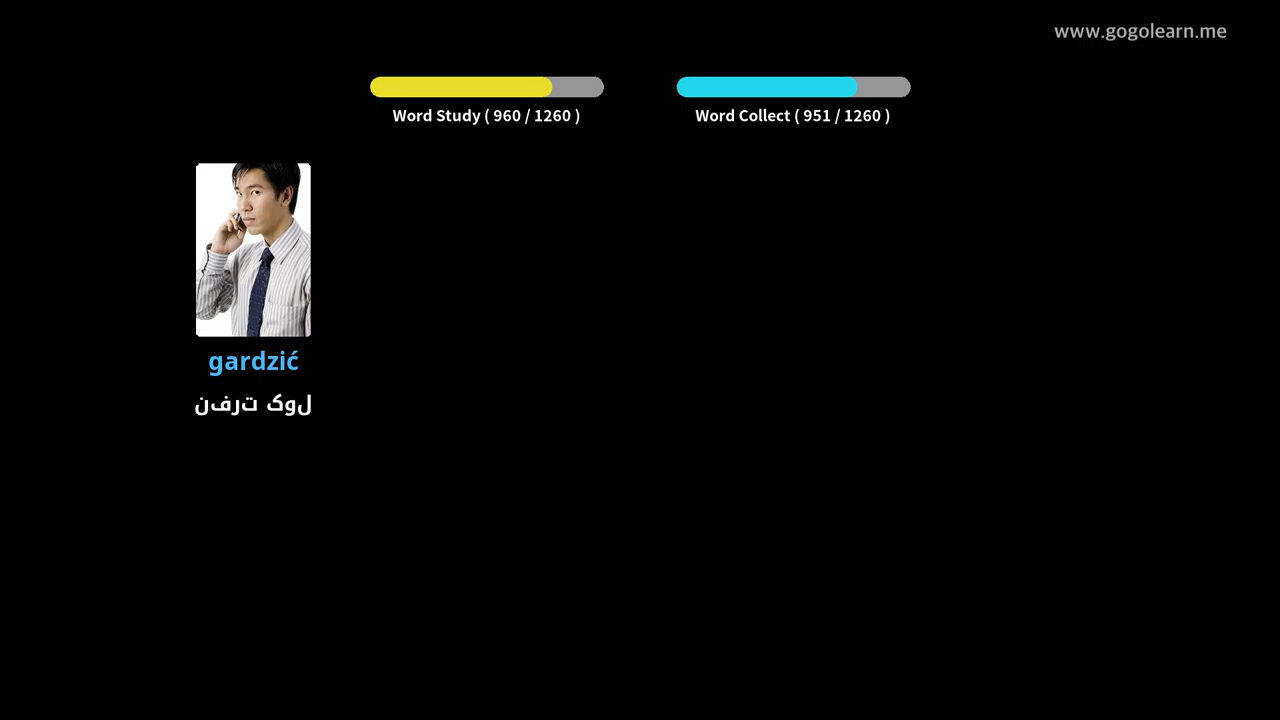 www.gogolearn.me
Word Study ( 960 / 1260 )
Word Collect ( 951 / 1260 )
gardzić
لوک ترفن